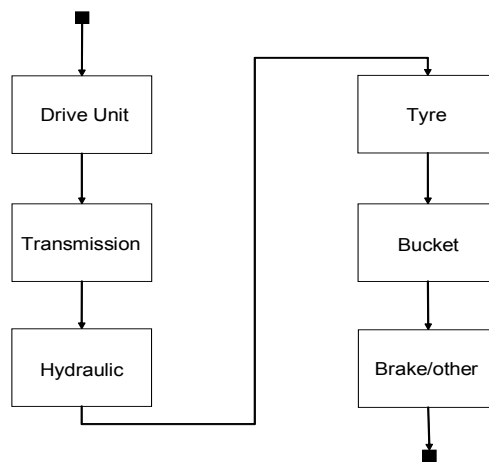 Drive Unit
Transmission
Hydraulic
Tyre
Bucket
Brake/other